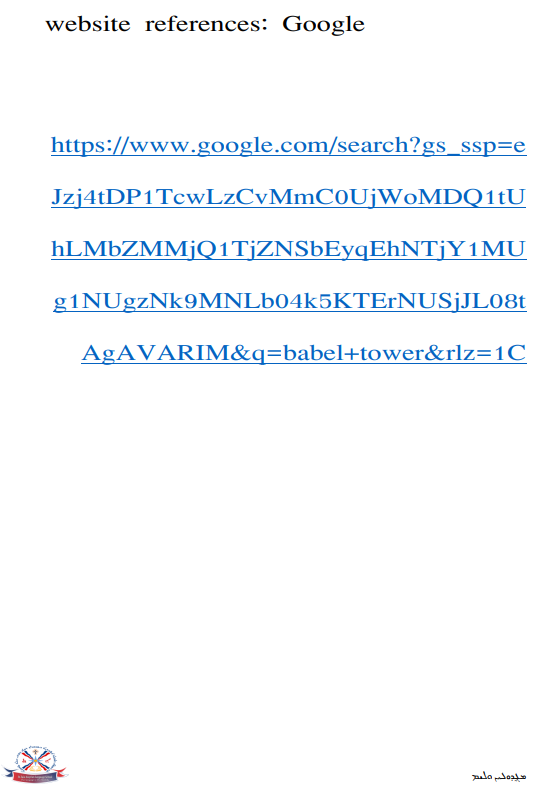 website references: Google
https://www.google.com/search?gs_ssp=e
Jzj4tDP1TcwLzCvMmC0UjWoMDQ1tU
hLMbZMMjQ1TjZNSbEyqEhNTjY1MU
g1NUgzNk9MNLb04k5KTErNUSjJL08t
AgAVARIM&q=babel+tower&rlz=1C